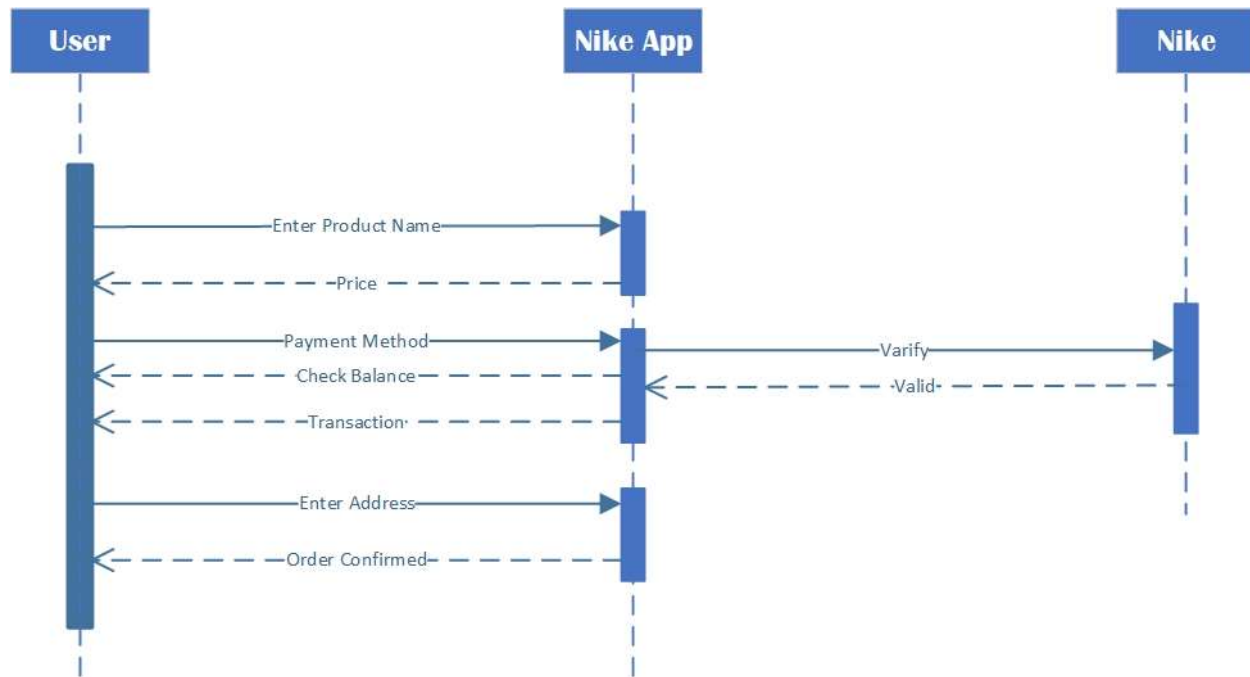 User
Nike App
Nike
Enter Product Name
Price
Payment Method
Varify
Check Balance
Valid
Transaction
Enter Address
Order Confirmed